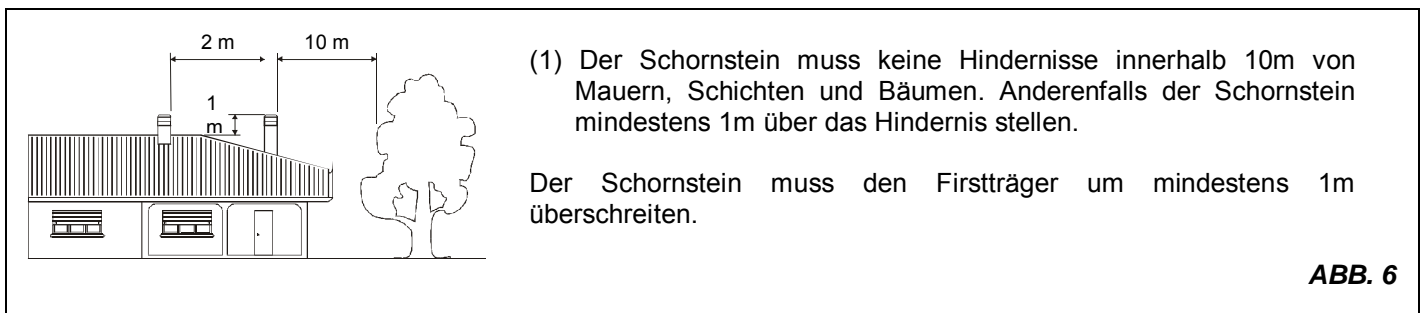 2 m
10 m
1
m
(1) Der Schornstein muss keine Hindernisse innerhalb 10m von
Mauern, Schichten und Bäumen. Anderenfalls der Schornstein
mindestens 1m über das Hindernis stellen.
Der Schornstein muss den Firstträger um mindestens 1m
überschreiten.
ABB. 6